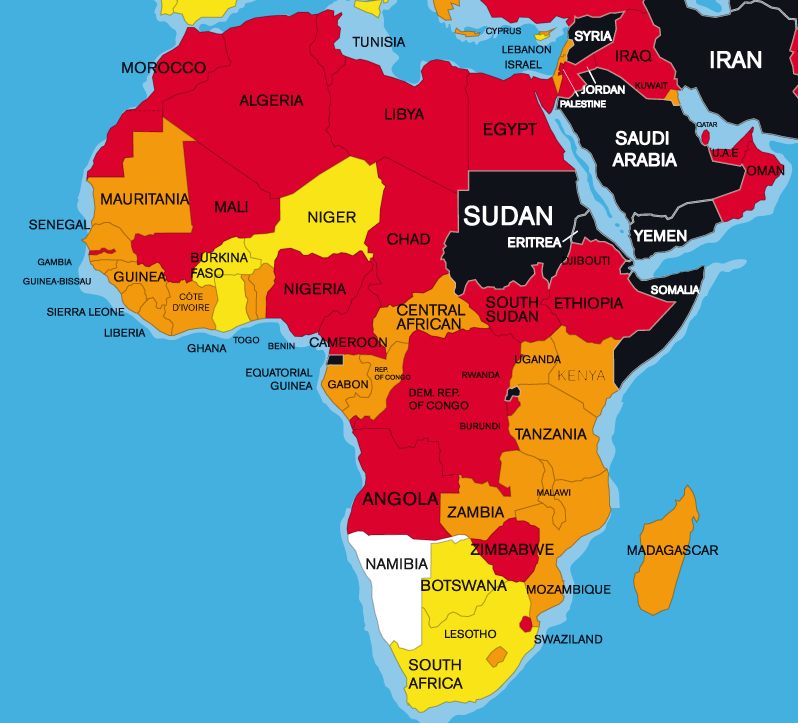 CYPRUS
SYRIA
TUNISIA
LEBANON
IRAQ
IRAN
MOROCCO
ISRAEL
KUWAIT
ALGERIA
JORDAN
PALESTINE
LIBYA
EGYPT
QATAR
SAUDI
ARABIA
U.A.E
OMAN
MAURITANIA
MALI
NIGER
SUDAN
SENEGAL
CHAD
ERITREA
YEMEN
GAMBIA
BURKINA
FASO
DJIBOUTI
GUINEA-BISSAU
GUINEA
NIGERIA
SOMALIA
CÔTE
D'IVOIRE
SOUTH
SUDAN
ETHIOPIA
SIERRA LEONE
CENTRAL
AFRICAN
LIBERIA
GHANA
TOGO
BENIN
CAMEROON
UGANDA
EQUATORIAL
GUINEA
GABON
REP.
OF CONGO
RWANDA
KENYA
DEM. REP.
OF CONGO
BURUNDI
TANZANIA
ANGOLA
MALAWI
ZAMBIA
NAMIBIA
ZIMBABWE
MADAGASCAR
BOTSWANA
MOZAMBIQUE
LESOTHO
SWAZILAND
SOUTH
AFRICA